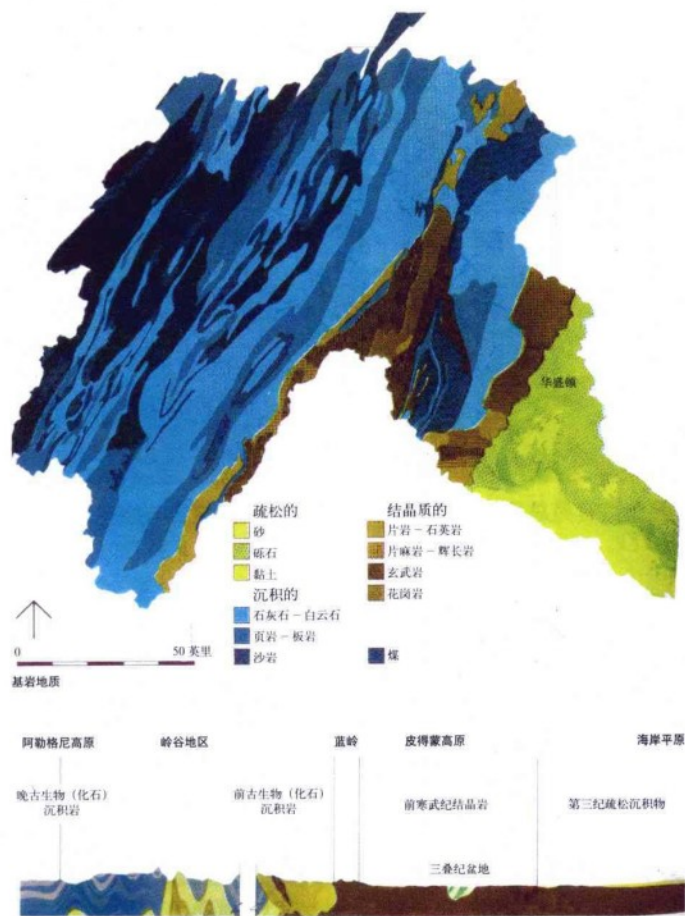 华盛顿
疏松的
砂
砾石
黏土
沉积的
石灰石－白云石
页岩－板岩
沙岩
结晶质的
片岩－石英岩
片麻岩－辉长岩
玄武岩
花岗岩
煤
0 50 英里
基岩地质
阿勒格尼高原 岭谷地区 蓝岭 皮得蒙高原 海岸平原
晚古生物（化石）
沉积岩
前古生物（化石）
沉积岩
前寒武纪结晶岩
第三纪疏松沉积物
三叠纪盆地